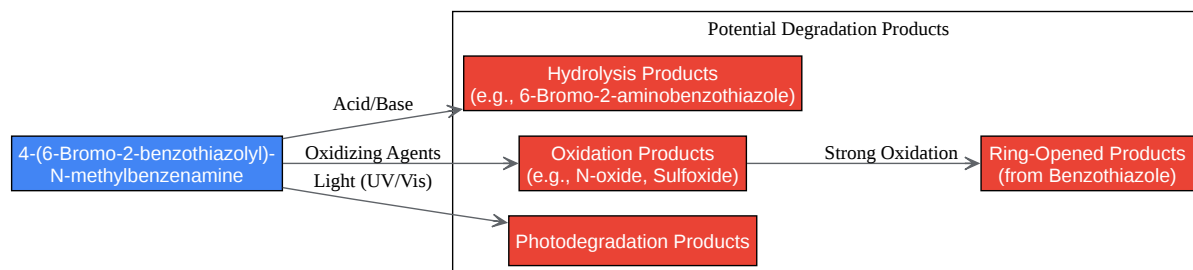 Potential Degradation Products
Hydrolysis Products
(e.g., 6-Bromo-2-aminobenzothiazole)
Acid/Base
4-(6-Bromo-2-benzothiazolyl)-
N-methylbenzenamine
Oxidizing Agents
Oxidation Products
(e.g., N-oxide, Sulfoxide)
Strong Oxidation
Ring-Opened Products
(from Benzothiazole)
Light (UV/Vis)
Photodegradation Products